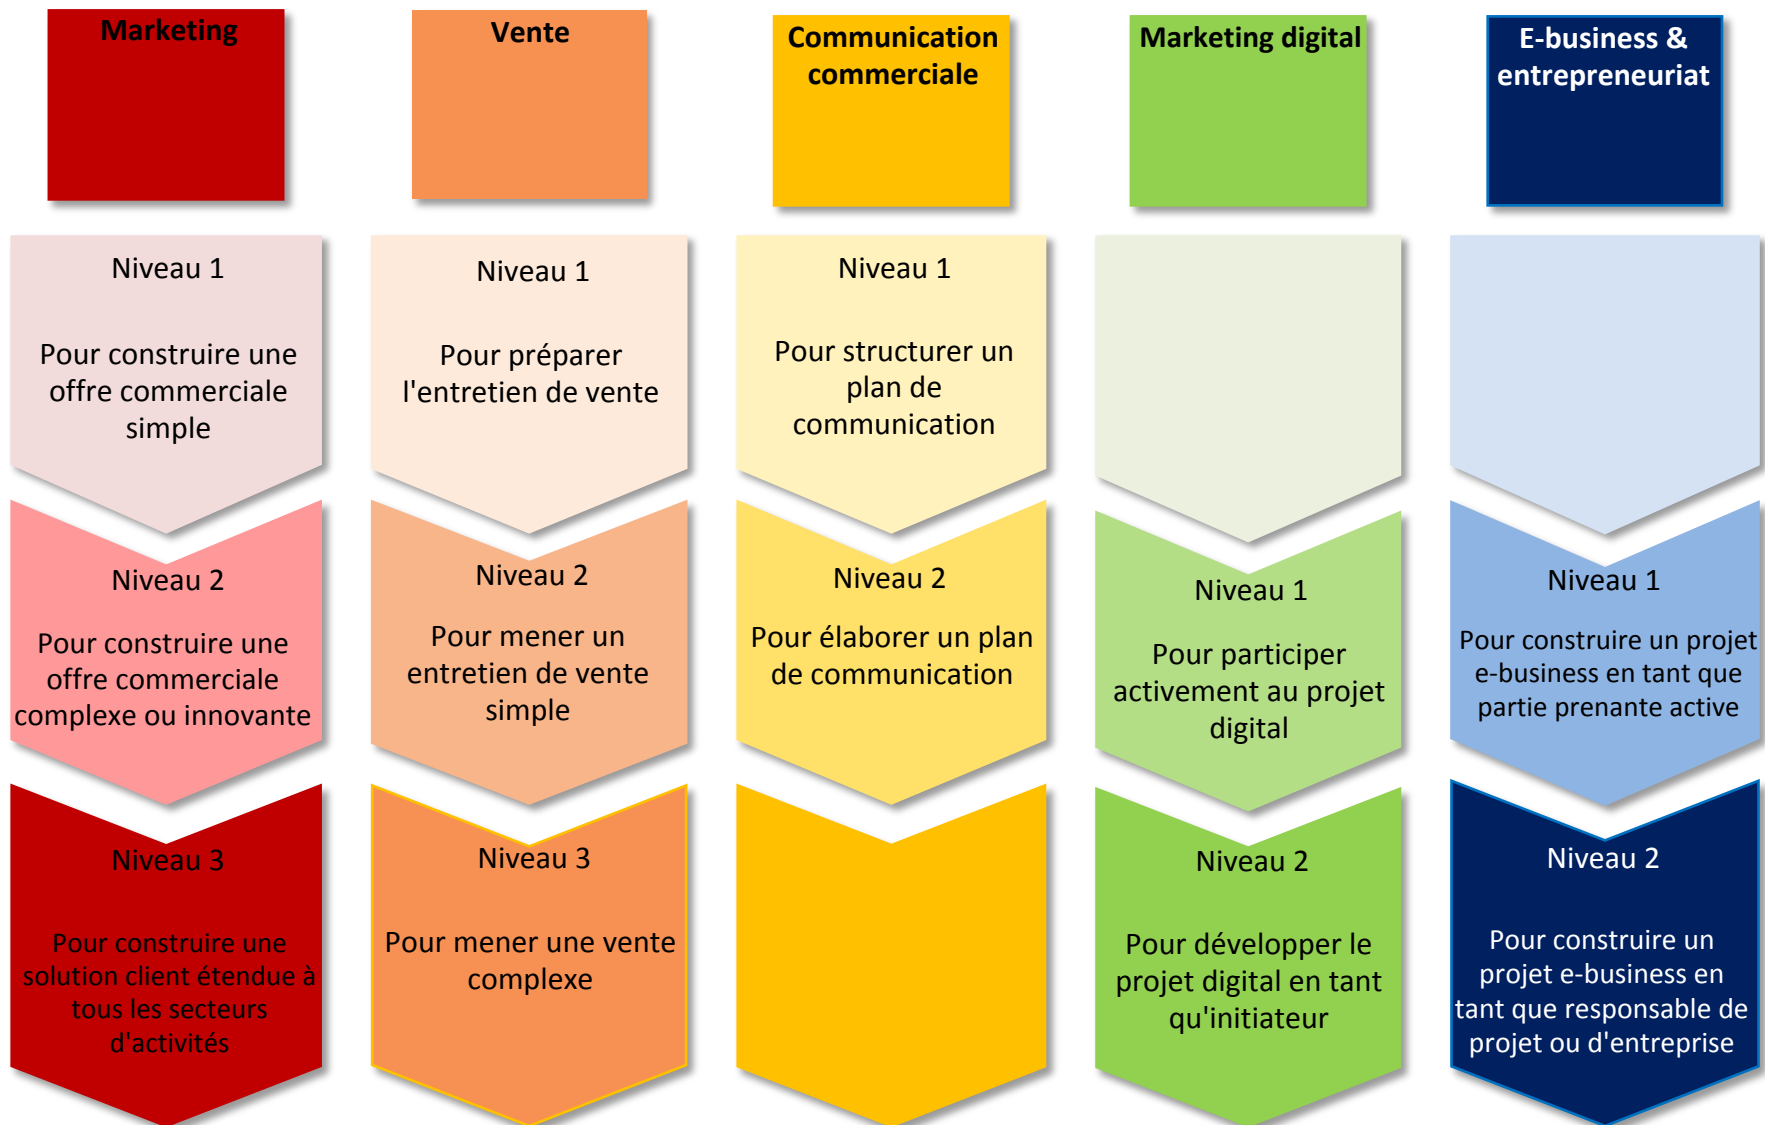 Marketing
Vente
Communication
commerciale
Marketing digital
E-business &
entrepreneuriat
Niveau 1
Pour construire une
offre commerciale
simple
Niveau 1
Pour préparer
l'entretien de vente
Niveau 1
Pour structurer un
plan de
communication
Niveau 2
Pour construire une
offre commerciale
complexe ou innovante
Niveau 2
Pour mener un
entretien de vente
simple
Niveau 2
Pour élaborer un plan
de communication
Niveau 1
Pour participer
activement au projet
digital
Niveau 1
Pour construire un projet
e-business en tant que
partie prenante active
Niveau 3
Pour construire une
solution client étendue à
tous les secteurs
d'activités
Niveau 3
Pour mener une vente
complexe
Niveau 2
Pour développer le
projet digital en tant
qu'initiateur
Niveau 2
Pour construire un
projet e-business en
tant que responsable de
projet ou d'entreprise